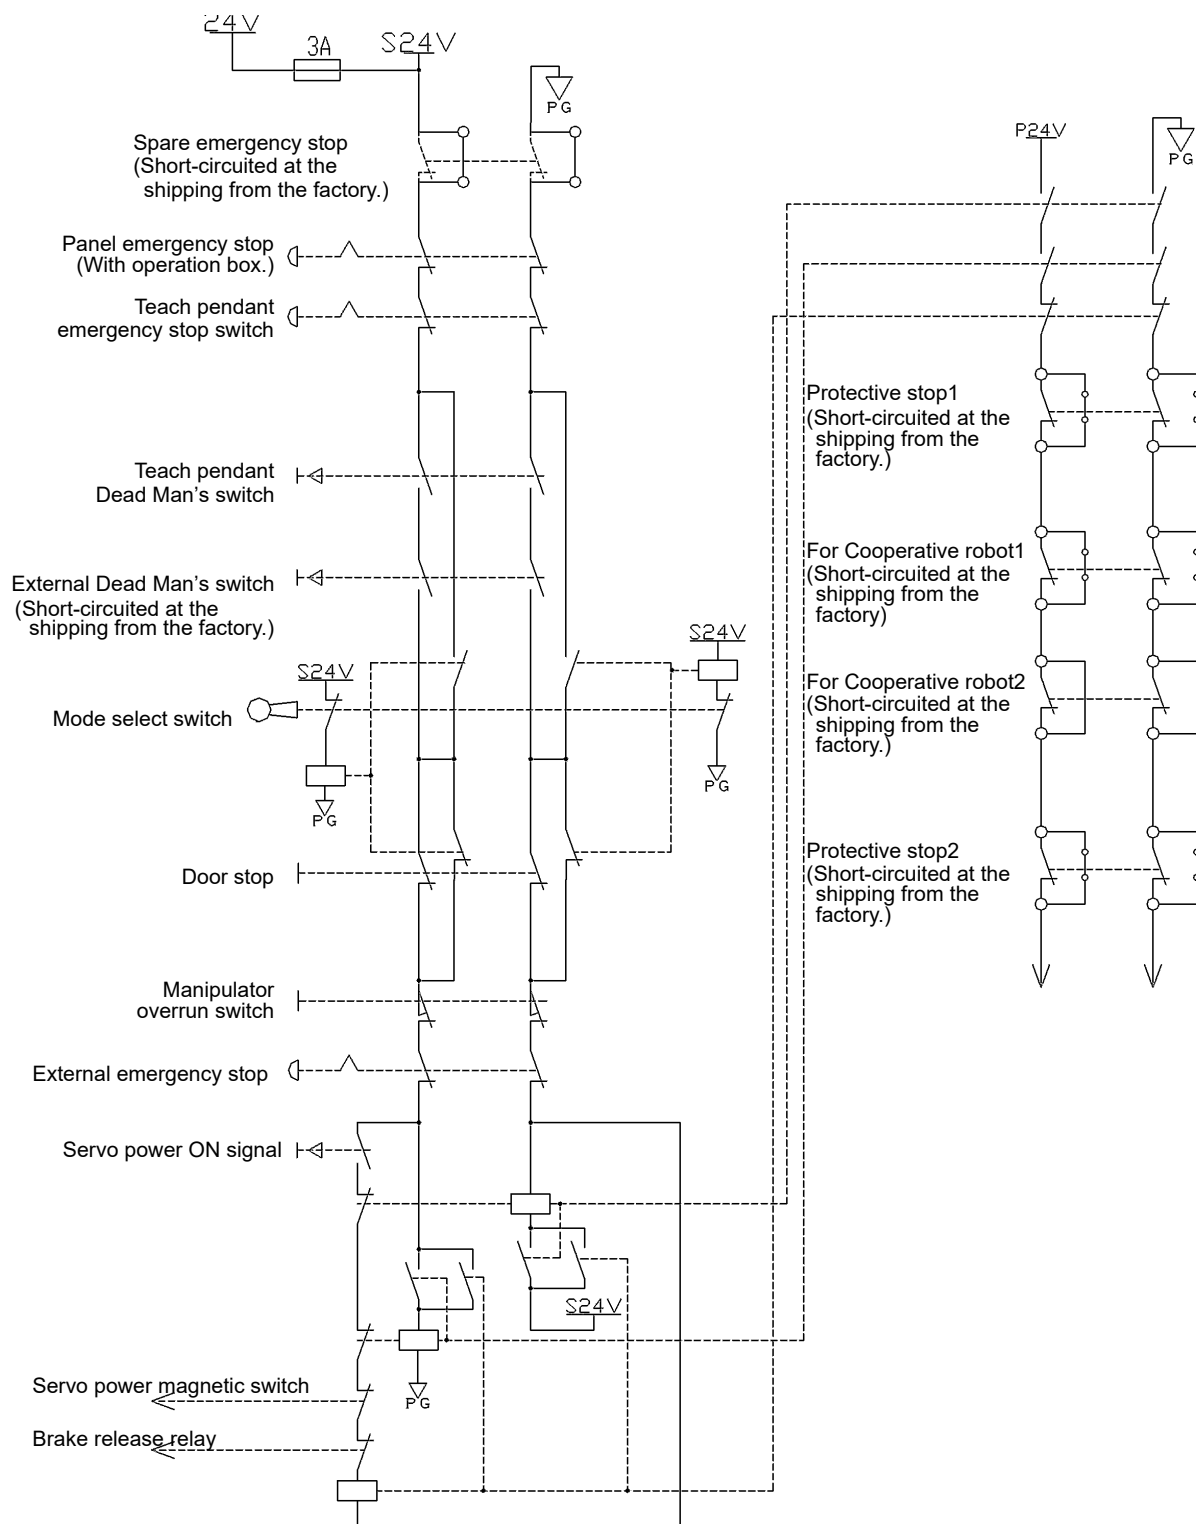 24V
3A
S24V
PG
Spare emergency stop
(Short-circuited at the
shipping from the factory.)
Panel emergency stop
(With operation box.)
Teach pendant
emergency stop switch
Teach pendant
Dead Man’s switch
External Dead Man’s switch
(Short-circuited at the
shipping from the factory.)
S24V
Mode select switch
PG
S24V
PG
Door stop
Manipulator
overrun switch
External emergency stop
Servo power ON signal
S24V
PG
Servo power magnetic switch
Brake release relay
P24V
PG
Protective stop1
(Short-circuited at the
shipping from the
factory.)
For Cooperative robot1
(Short-circuited at the
shipping from the
factory)
For Cooperative robot2
(Short-circuited at the
shipping from the
factory.)
Protective stop2
(Short-circuited at the
shipping from the
factory.)